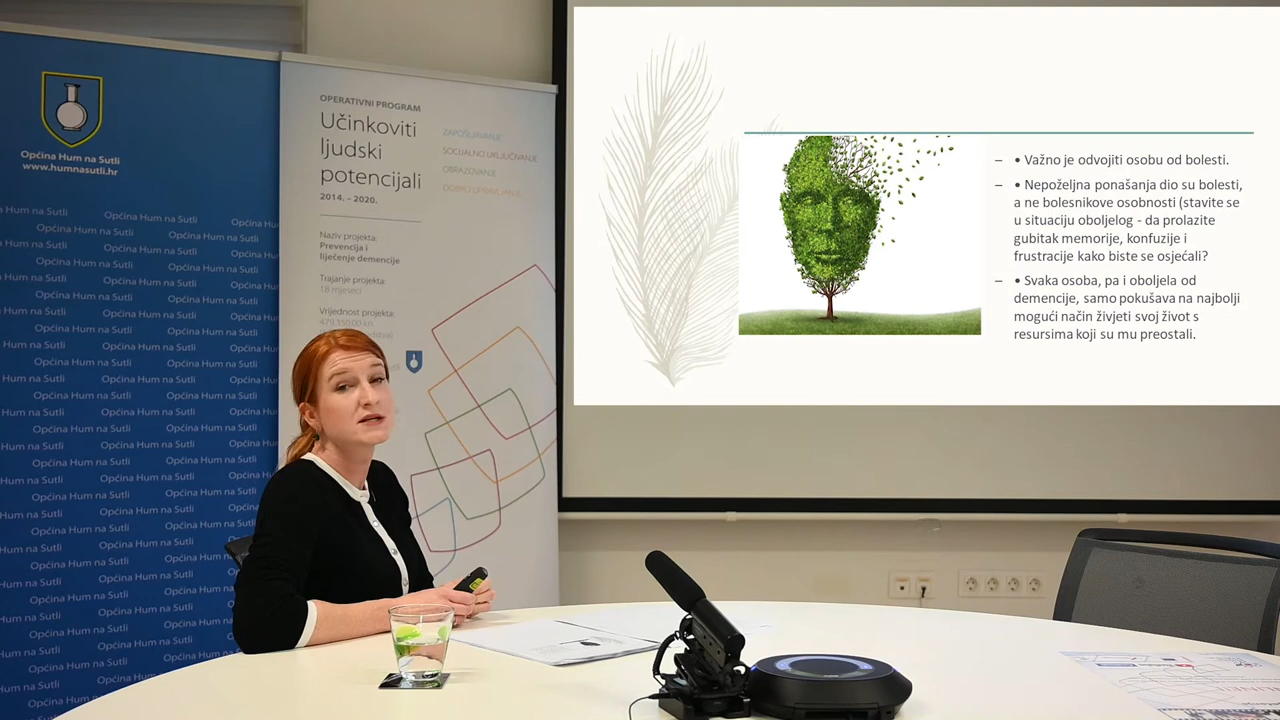 Općina Hum na Sutli
www.humnasutli.hr
OPERATIVNI PROGRAM
Učinkoviti
ljudski
potencijali
2014. - 2020.
ZAPOŠLJAVANJE
SOCIJALNO UKLJUČIVANJE
OBRAZOVANJE
DOBRO UPRAVLJANJE
Naziv projekta:
Prevencija i
liječenje demencije
Trajanje projekta:
18 mjeseci
Vrijednost projekta:
– • Važno je odvojiti osobu od bolesti.
– • Nepoželjna ponašanja dio su bolesti,
a ne bolesnikove osobnosti (stavite se
u situaciju oboljelog - da prolazite
gubitak memorije, konfuzije i
frustracije kako biste se osjećali?
– • Svaka osoba, pa i oboljela od
demencije, samo pokušava na najbolji
mogući način živjeti svoj život s
resursima koji su mu preostali.